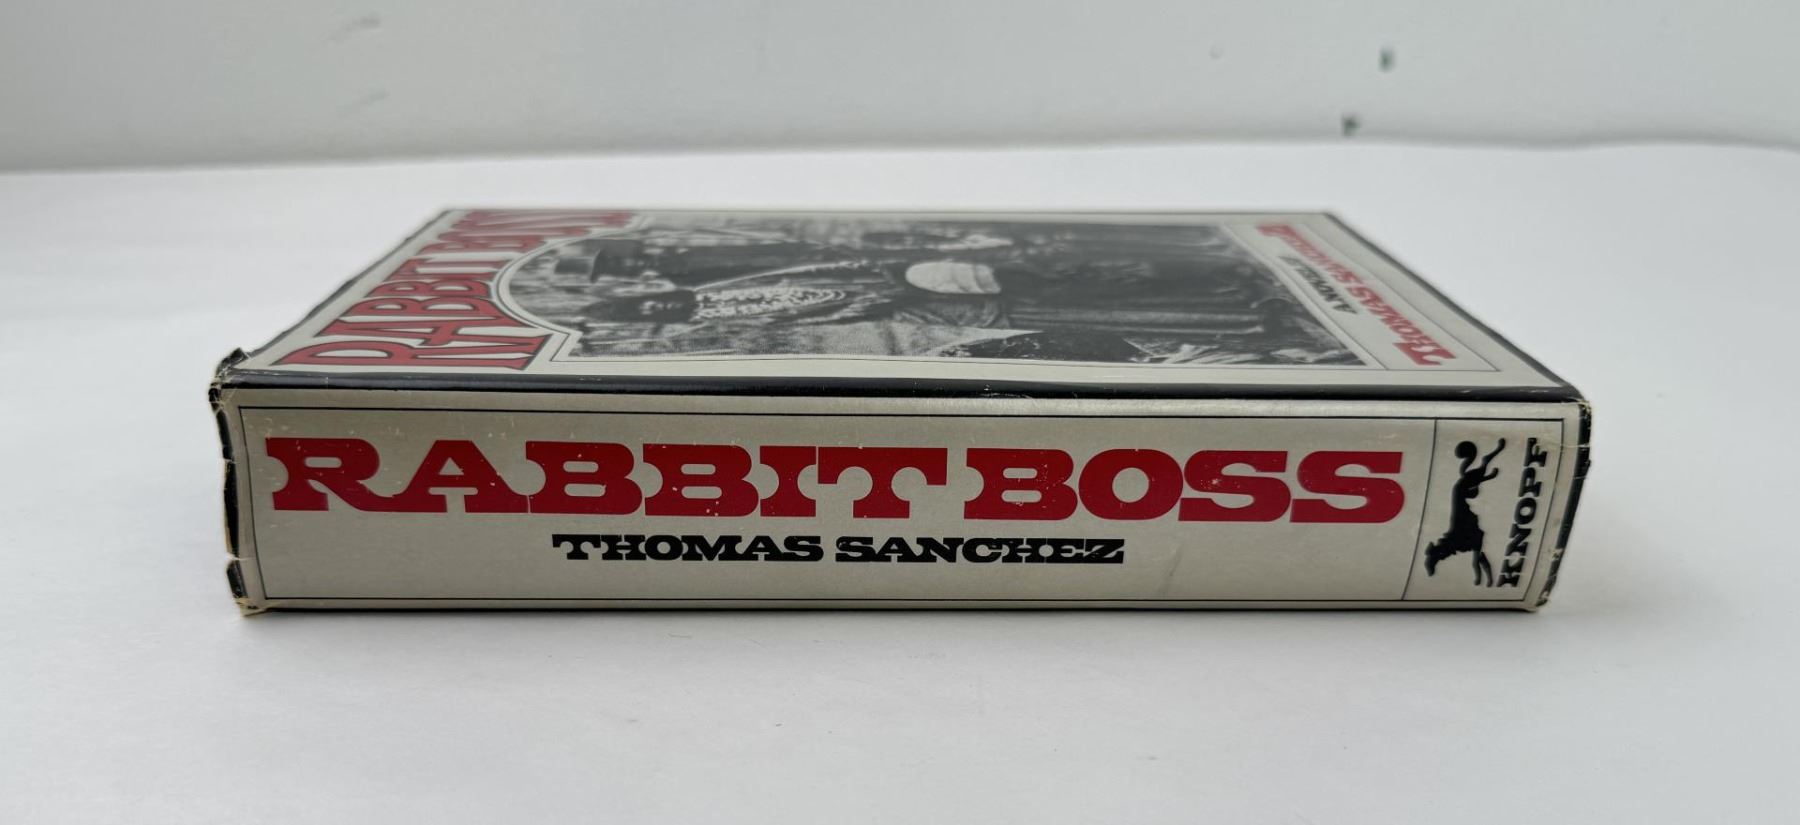 RABBIT BOSS
THOMAS SANCHEZ
KNOPF
RABBIT BOSS
THOMAS SANCHEZ
A NOVEL